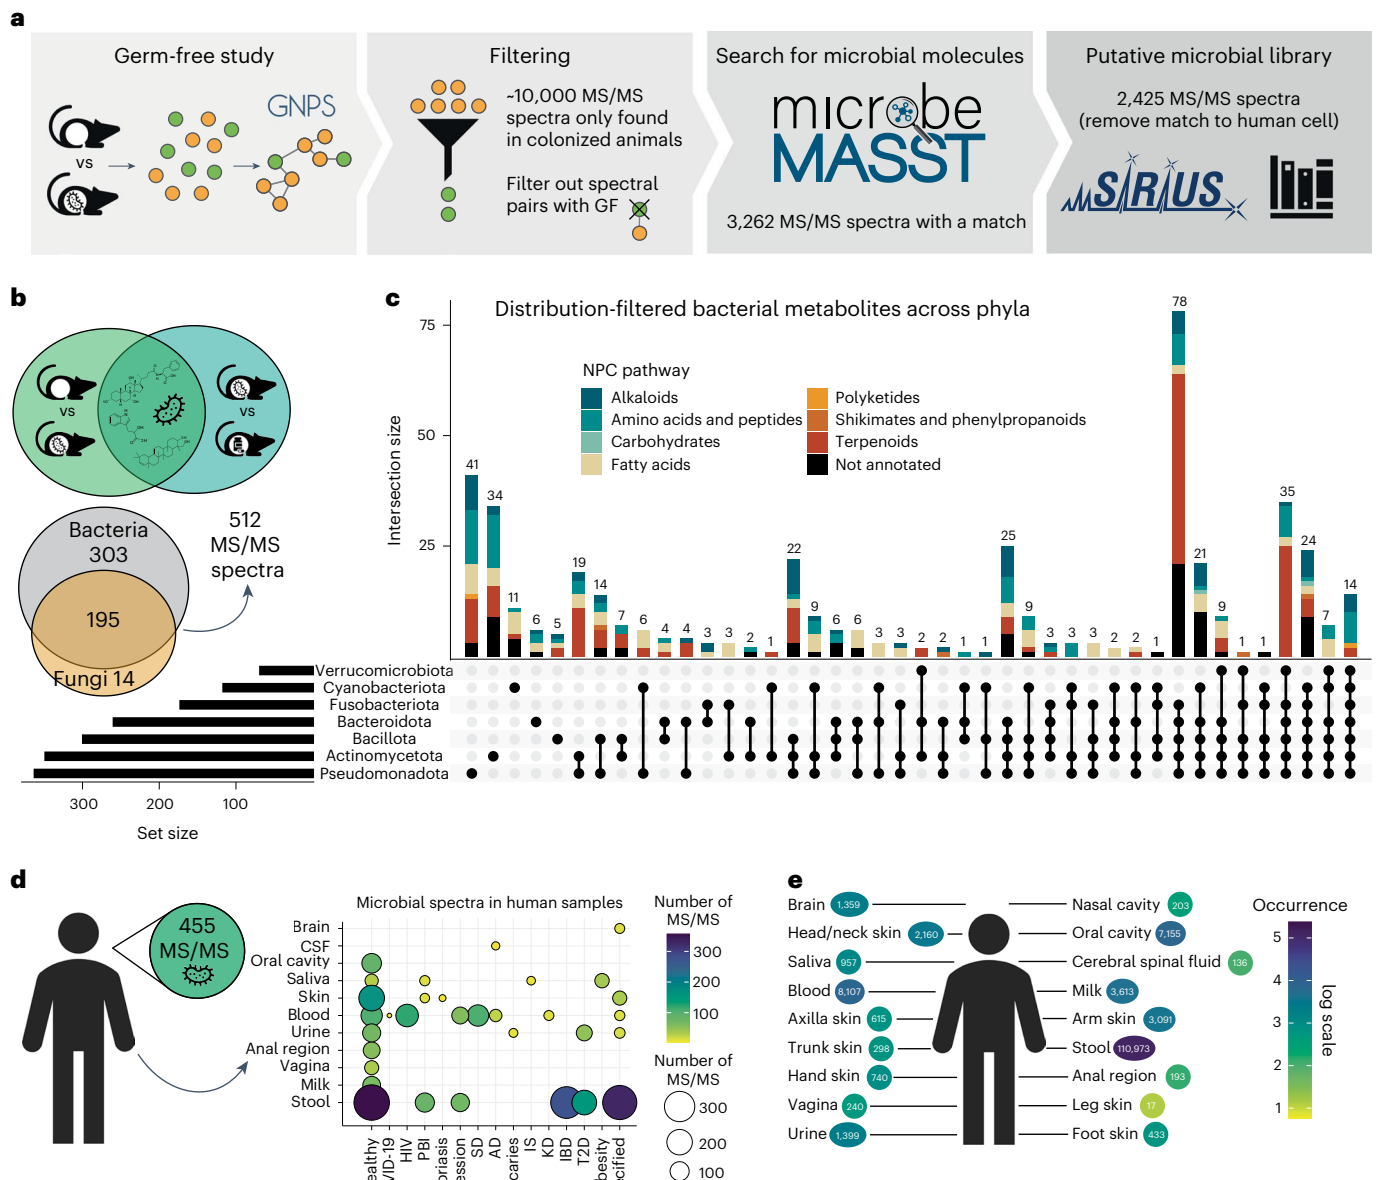 a
Germ-free study
GNPS
vs
Filtering
~10,000 MS/MS
spectra only found
in colonized animals
Filter out spectral
pairs with GF
Search for microbial molecules
microbe
MASST
3,262 MS/MS spectra with a match
Putative microbial library
2,425 MS/MS spectra
(remove match to human cell)
SIRIUS
b
vs
vs
Bacteria
303
195
Fungi 14
512
MS/MS
spectra
c
Distribution-filtered bacterial metabolites across phyla
Intersection size
75
50
25
NPC pathway
Alkaloids
Amino acids and peptides
Carbohydrates
Fatty acids
Polyketides
Shikimates and phenylpropanoids
Terpenoids
Not annotated
41
34
11
6
5
19
14
7
6
4
4
3
3
2
1
22
9
6
6
3
3
2
2
1
1
25
9
3
3
3
2
2
1
78
21
9
1
1
35
24
7
14
Verrucomicrobiota
Cyanobacteriota
Fusobacteriota
Bacteroidota
Bacillota
Actinomycetota
Pseudomonadota
300 200 100
Set size
d
455
MS/MS
Microbial spectra in human samples
Brain
CSF
Oral cavity
Saliva
Skin
Blood
Urine
Anal region
Vagina
Milk
Stool
ealthy
VID-19
HIV
PBI
oriasis
ession
SD
AD
caries
IS
KD
IBD
T2D
besity
cified
Number of
MS/MS
300
200
100
Number of
MS/MS
300
200
100
e
Brain 1,359
Head/neck skin 2,160
Saliva 957
Blood 8,107
Axilla skin 615
Trunk skin 298
Hand skin 740
Vagina 240
Urine 1,399
Nasal cavity 203
Oral cavity 7,155
Cerebral spinal fluid 136
Milk 3,613
Arm skin 3,091
Stool 110,973
Anal region 193
Leg skin 17
Foot skin 433
Occurrence
5
4
3
2
1
log scale